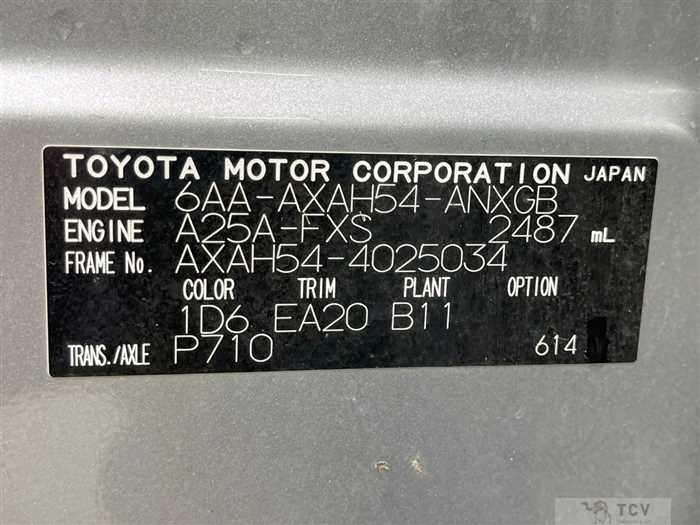 TOYOTA MOTOR CORPORATION JAPAN
MODEL 6AA-AXAH54-ANXGB
ENGINE A25A-FXS 2487 mL
FRAME No. AXAH54-4025034
COLOR TRIM PLANT OPTION
1D6 EA20 B11
TRANS./AXLE P710 614
TCV